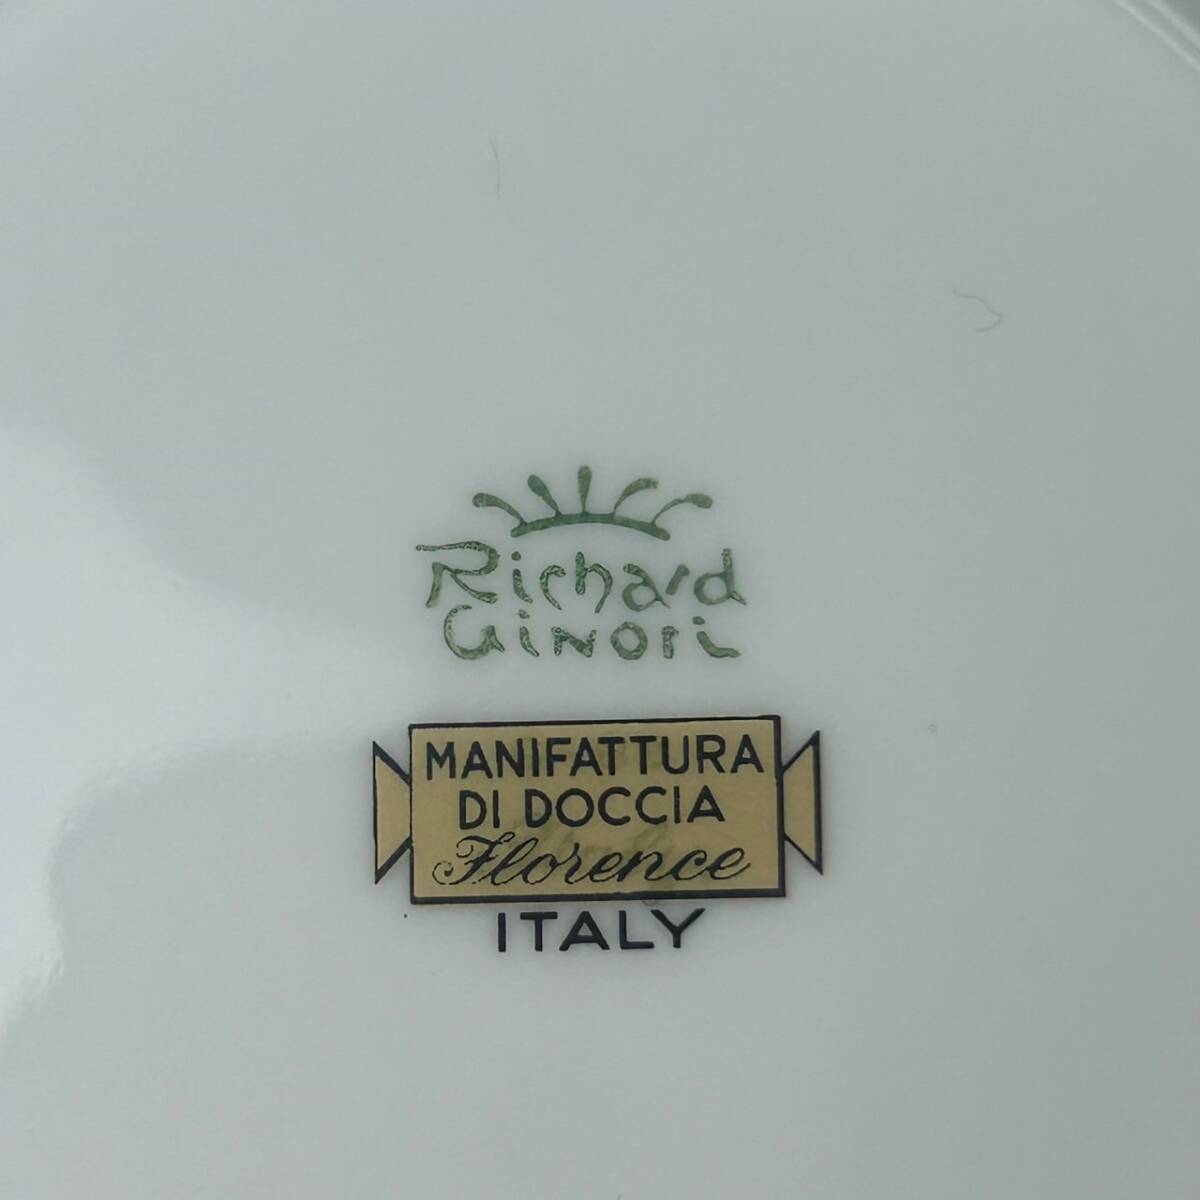 Richard
Ginori
MANIFATTURA
DI DOCCIA
Florence
ITALY